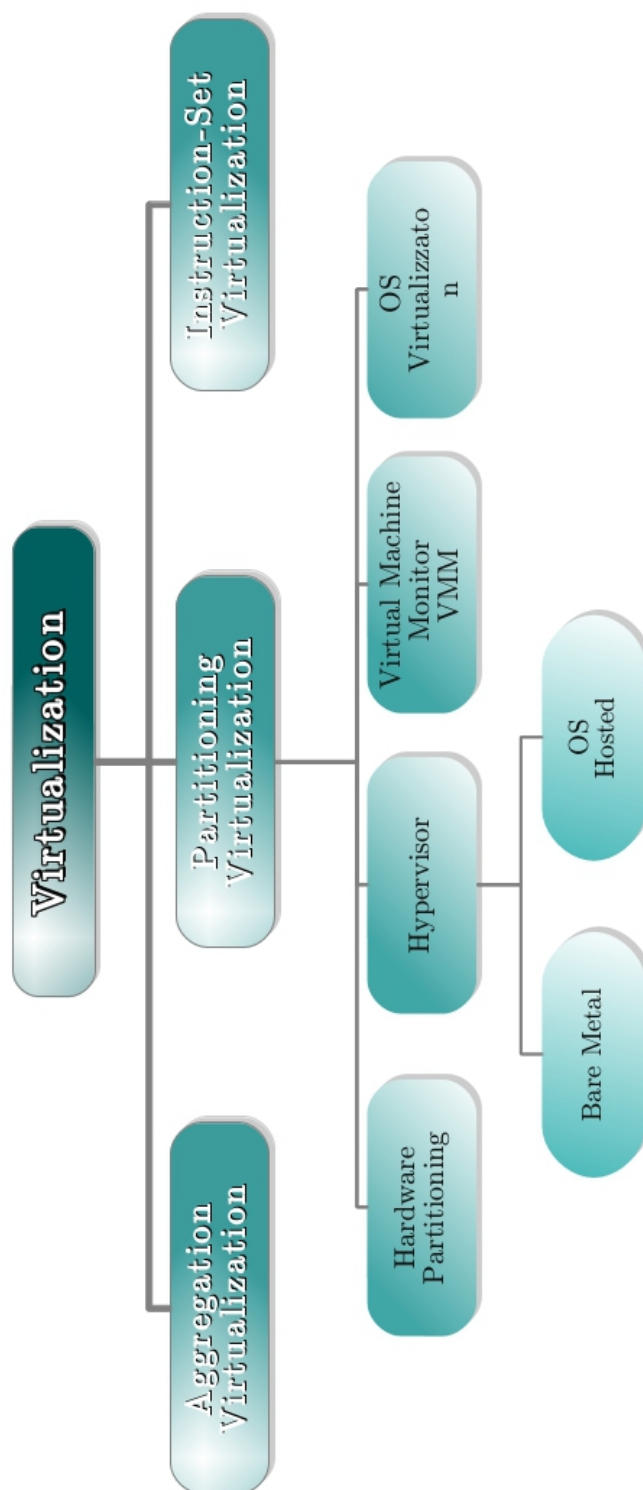 Virtualization
Aggregation
Virtualization
Partitioning
Virtualization
Instruction-Set
Virtualization
Hardware
Partitioning
Hypervisor
Virtual Machine
Monitor
VMM
OS
Virtualizzato
n
Bare Metal
OS
Hosted